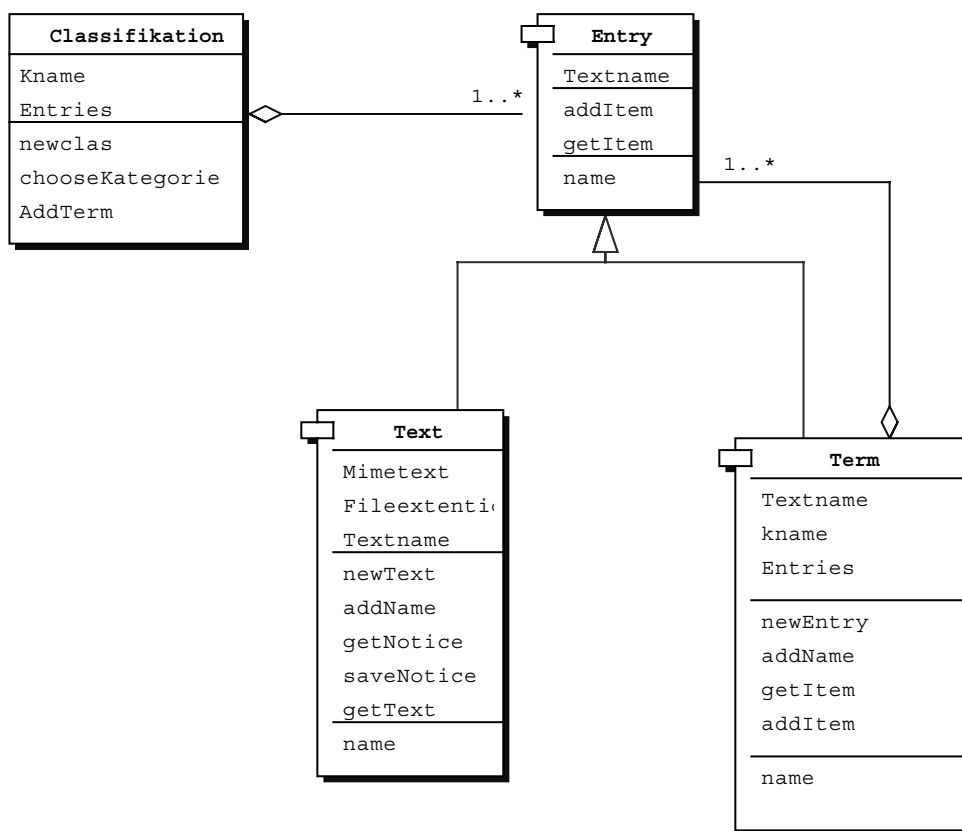 Classifikation
Kname
Entries
newclas
chooseKategorie
AddTerm
1..*
Entry
Textname
addItem
getItem
name
1..*
Text
Mimetext
Fileextentic
Textname
newText
addName
getNotice
saveNotice
getText
name
Term
Textname
kname
Entries
newEntry
addName
getItem
addItem
name